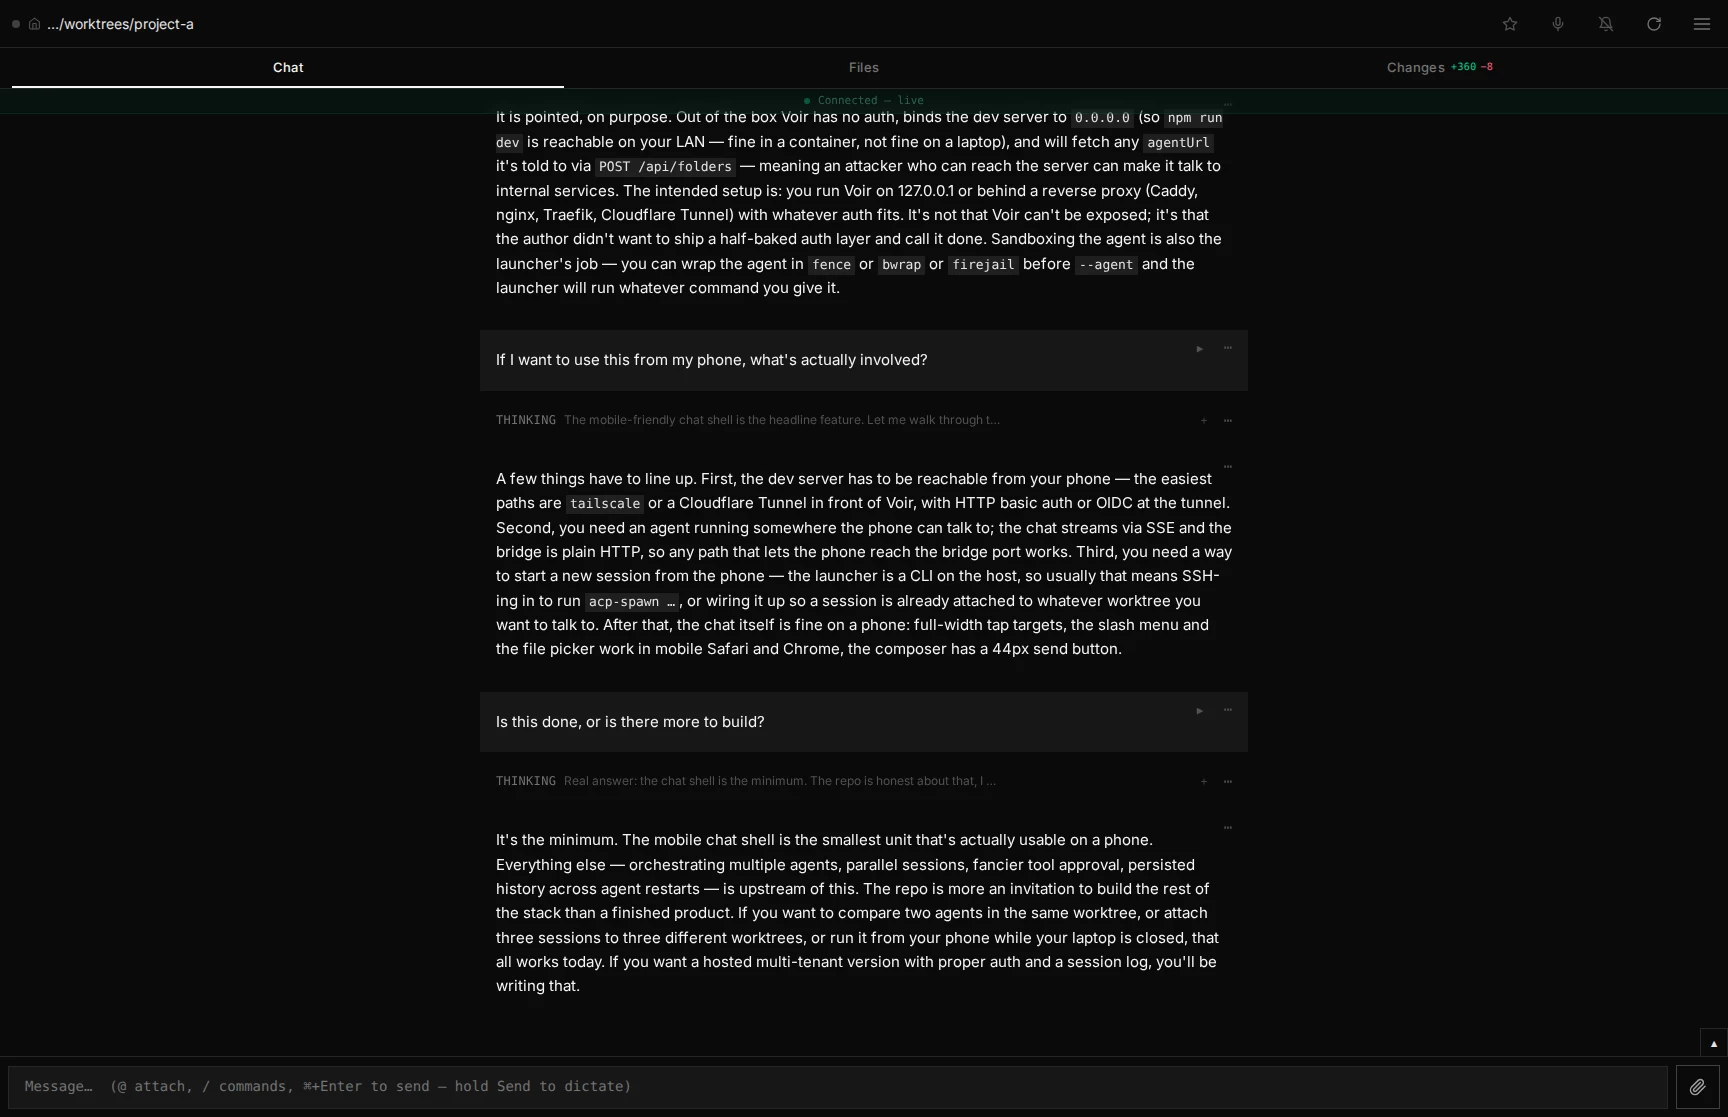 .../worktrees/project-a
Chat
Files
Changes +360 −8
Connected — live
It is pointed, on purpose. Out of the box Voir has no auth, binds the dev server to 0.0.0.0 (so npm run
dev is reachable on your LAN — fine in a container, not fine on a laptop), and will fetch any agentUrl
it's told to via POST /api/folders — meaning an attacker who can reach the server can make it talk to
internal services. The intended setup is: you run Voir on 127.0.0.1 or behind a reverse proxy (Caddy,
nginx, Traefik, Cloudflare Tunnel) with whatever auth fits. It's not that Voir can't be exposed; it's that
the author didn't want to ship a half-baked auth layer and call it done. Sandboxing the agent is also the
launcher's job — you can wrap the agent in fence or bwrap or firejail before --agent and the
launcher will run whatever command you give it.
If I want to use this from my phone, what's actually involved?
THINKING The mobile-friendly chat shell is the headline feature. Let me walk through t…
A few things have to line up. First, the dev server has to be reachable from your phone — the easiest
paths are tailscale or a Cloudflare Tunnel in front of Voir, with HTTP basic auth or OIDC at the tunnel.
Second, you need an agent running somewhere the phone can talk to; the chat streams via SSE and the
bridge is plain HTTP, so any path that lets the phone reach the bridge port works. Third, you need a way
to start a new session from the phone — the launcher is a CLI on the host, so usually that means SSH-
ing in to run acp-spawn …, or wiring it up so a session is already attached to whatever worktree you
want to talk to. After that, the chat itself is fine on a phone: full-width tap targets, the slash menu and
the file picker work in mobile Safari and Chrome, the composer has a 44px send button.
Is this done, or is there more to build?
THINKING Real answer: the chat shell is the minimum. The repo is honest about that, I …
It's the minimum. The mobile chat shell is the smallest unit that's actually usable on a phone.
Everything else — orchestrating multiple agents, parallel sessions, fancier tool approval, persisted
history across agent restarts — is upstream of this. The repo is more an invitation to build the rest of
the stack than a finished product. If you want to compare two agents in the same worktree, or attach
three sessions to three different worktrees, or run it from your phone while your laptop is closed, that
all works today. If you want a hosted multi-tenant version with proper auth and a session log, you'll be
writing that.
Message… (@ attach, / commands, ⌘+Enter to send — hold Send to dictate)